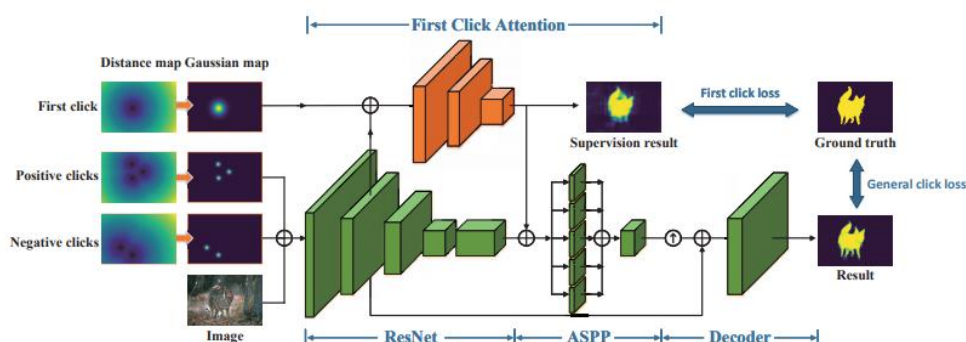 First Click Attention
Distance map Gaussian map
First click
First click loss
Supervision result
Ground truth
Positive clicks
General click loss
Negative clicks
Result
Image
ResNet
ASPP
Decoder